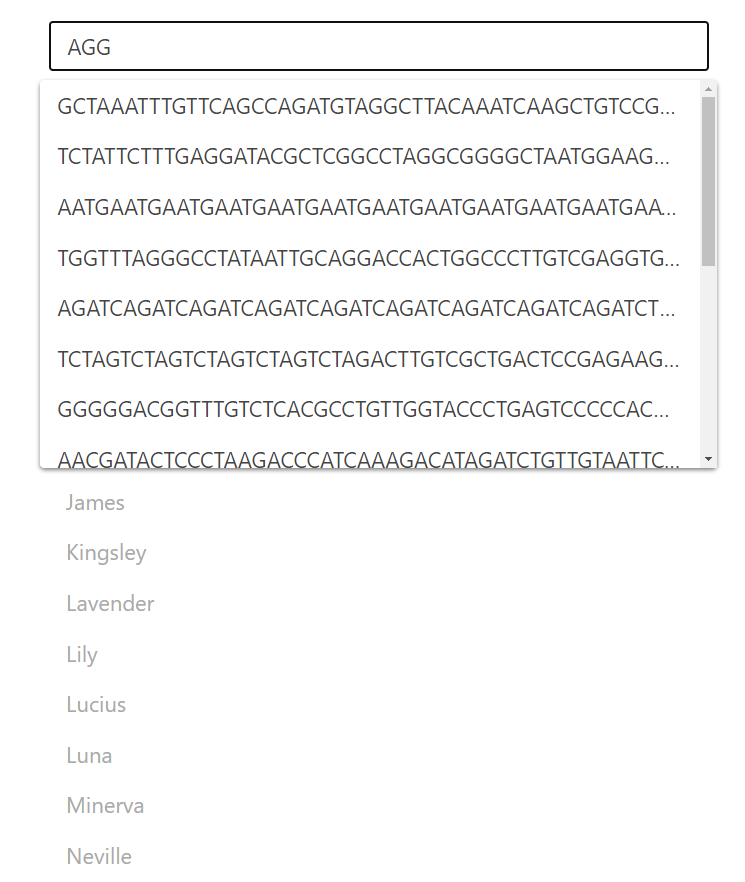 AGG
GCTAAATTTGTTCAGCCAGATGTAGGCTTACAAATCAAGCTGTCCG...
TCTATTCTTTGAGGATACGCTCGGCCTAGGCGGGGCTAATGGAAG...
AATGAATGAATGAATGAATGAATGAATGAATGAATGAATGAATGAA...
TGGTTTAGGGCCTATAATTGCAGGACCACTGGCCCTTGTCGAGGTG...
AGATCAGATCAGATCAGATCAGATCAGATCAGATCAGATCAGATCT...
TCTAGTCTAGTCTAGTCTAGTCTAGACTTGTCGCTGACTCCGAGAAG...
GGGGGACGGTTTGTCTCACGCCTGTTGGTACCCTGAGTCCCCCAC...
AACGATACTCCCTAAGACCCATCAAAGACATAGATCTGTTGTAATTC...
James
Kingsley
Lavender
Lily
Lucius
Luna
Minerva
Neville